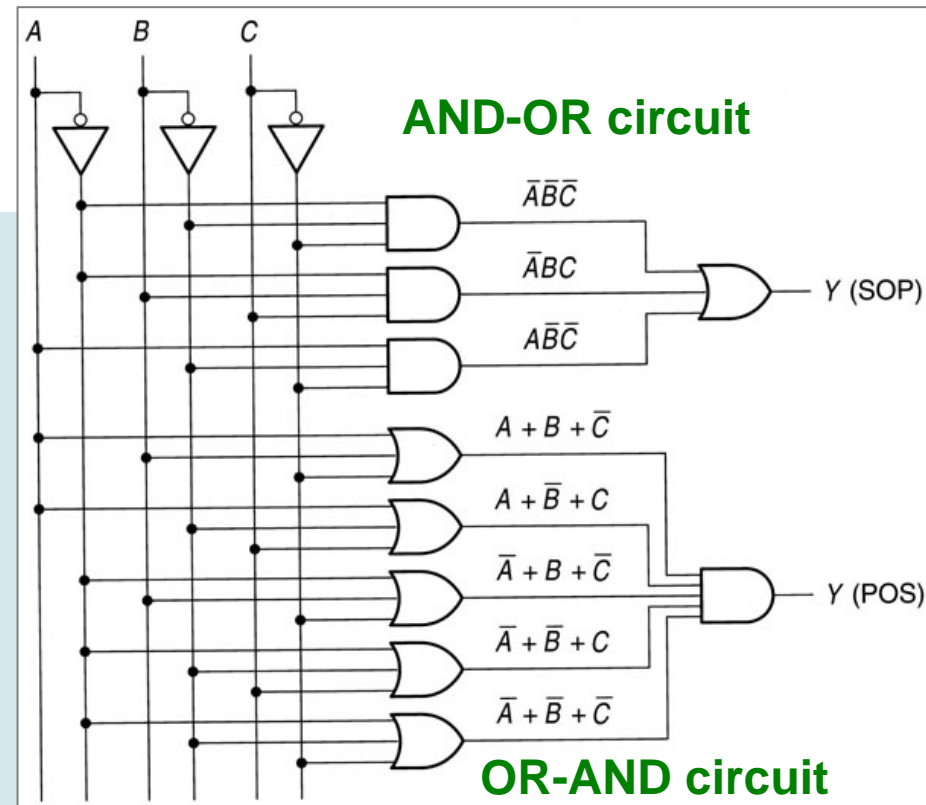 A B C
AND-OR circuit
A̅B̅C̅
A̅BC
Y (SOP)
AB̅C̅
A + B + C̅
A + B̅ + C
A̅ + B + C̅
Y (POS)
A̅ + B̅ + C
A̅ + B̅ + C̅
OR-AND circuit